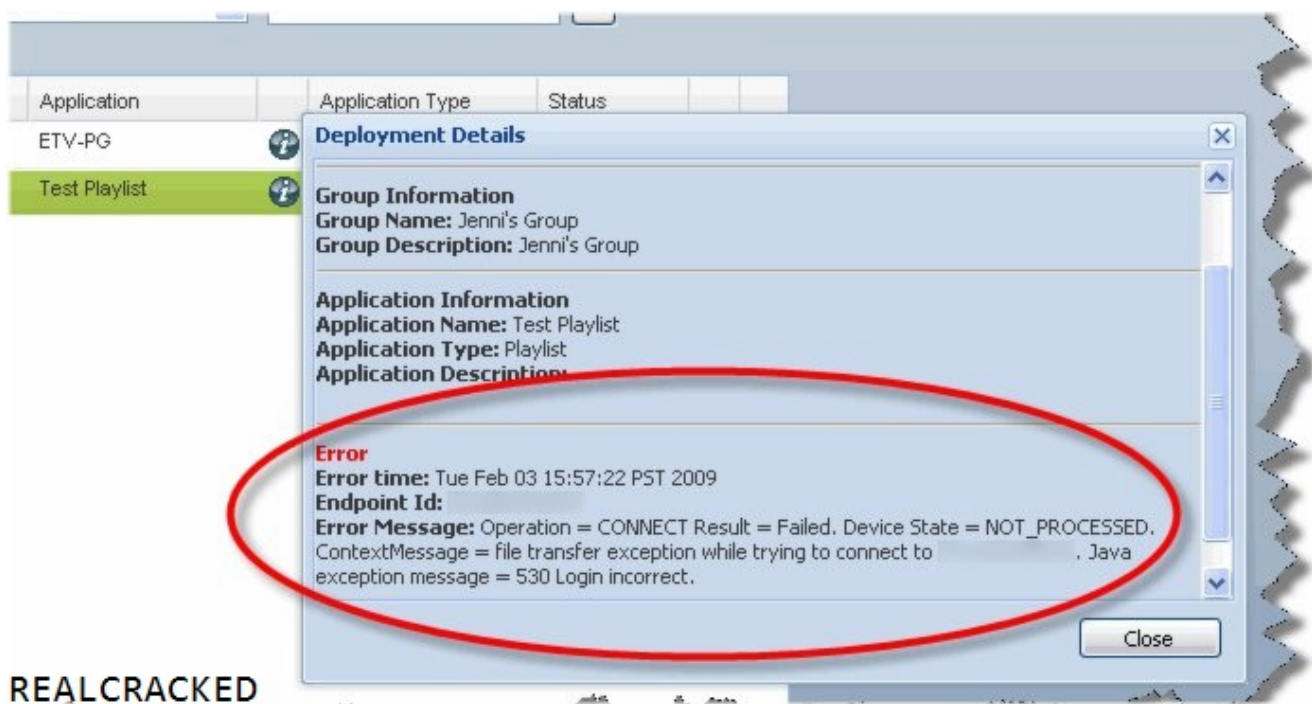 Application Application Type Status
ETV-PG
Test Playlist
Deployment Details
Group Information
Group Name: Jenni's Group
Group Description: Jenni's Group
Application Information
Application Name: Test Playlist
Application Type: Playlist
Application Description:
Error
Error time: Tue Feb 03 15:57:22 PST 2009
Endpoint Id:
Error Message: Operation = CONNECT Result = Failed. Device State = NOT_PROCESSED.
ContextMessage = file transfer exception while trying to connect to . Java
exception message = 530 Login incorrect.
Close
REALCRACKED